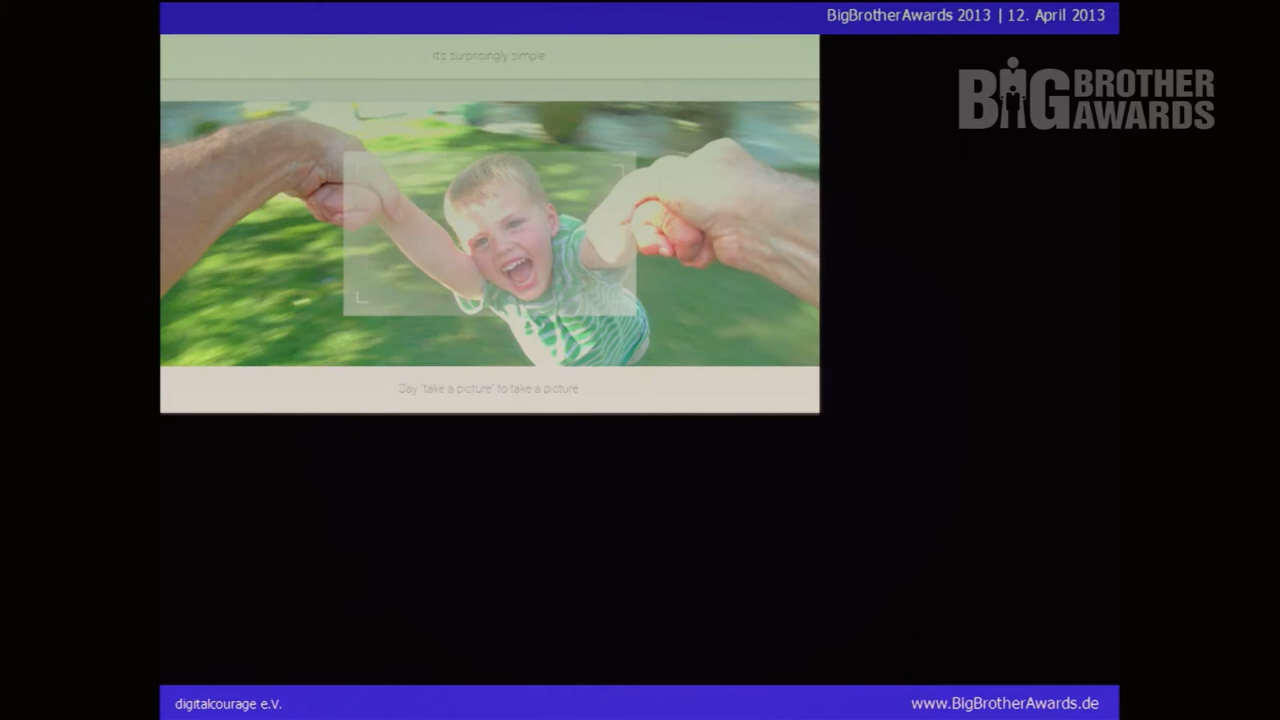 BigBrotherAwards 2013 | 12. April 2013
It's surprisingly simple
BIG BROTHER
AWARDS
Say "take a picture" to take a picture
digitalcourage e.V.
www.BigBrotherAwards.de